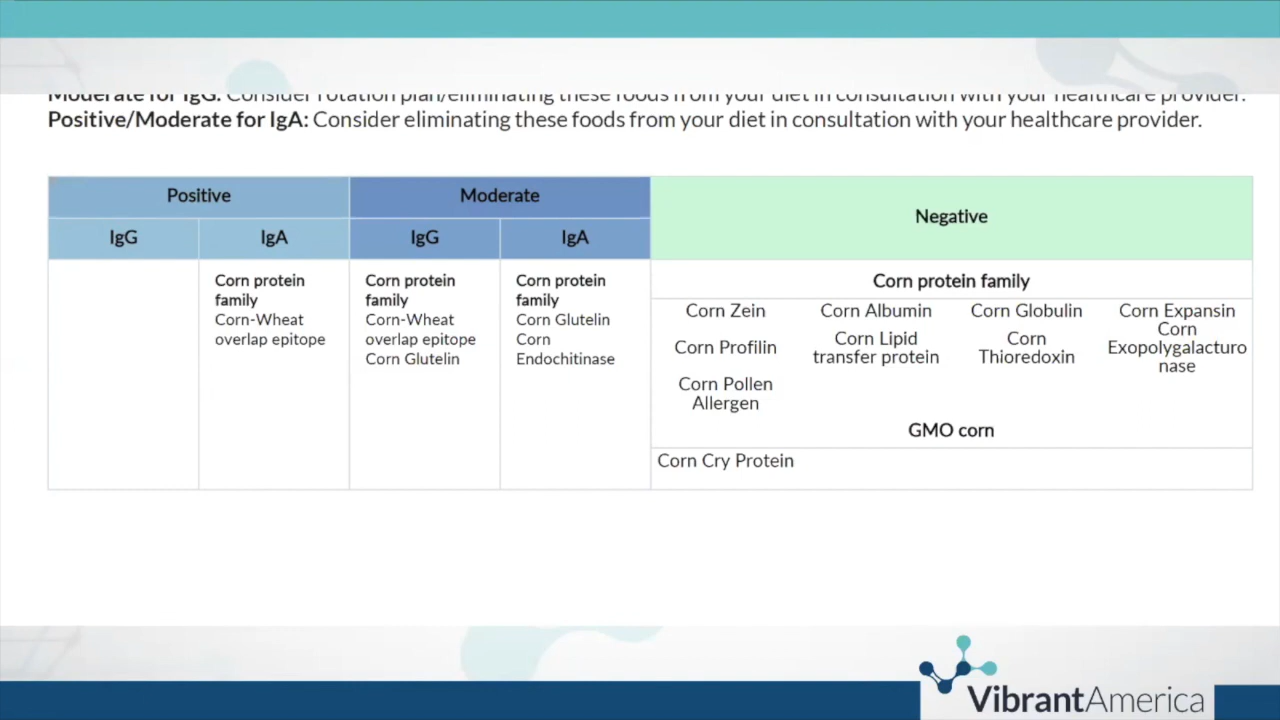 Moderate for IgG: Consider rotation plan/eliminating these foods from your diet in consultation with your healthcare provider.
Positive/Moderate for IgA: Consider eliminating these foods from your diet in consultation with your healthcare provider.
Positive
Moderate
Negative
IgG
IgA
IgG
IgA
Corn protein
family
Corn-Wheat
overlap epitope
Corn protein
family
Corn-Wheat
overlap epitope
Corn Glutelin
Corn protein
family
Corn Glutelin
Corn
Endochitinase
Corn protein family
Corn Zein
Corn Albumin
Corn Globulin
Corn Expansin
Corn Profilin
Corn Lipid
transfer protein
Corn
Thioredoxin
Corn
Exopolygalacturo
nase
Corn Pollen
Allergen
GMO corn
Corn Cry Protein
VibrantAmerica